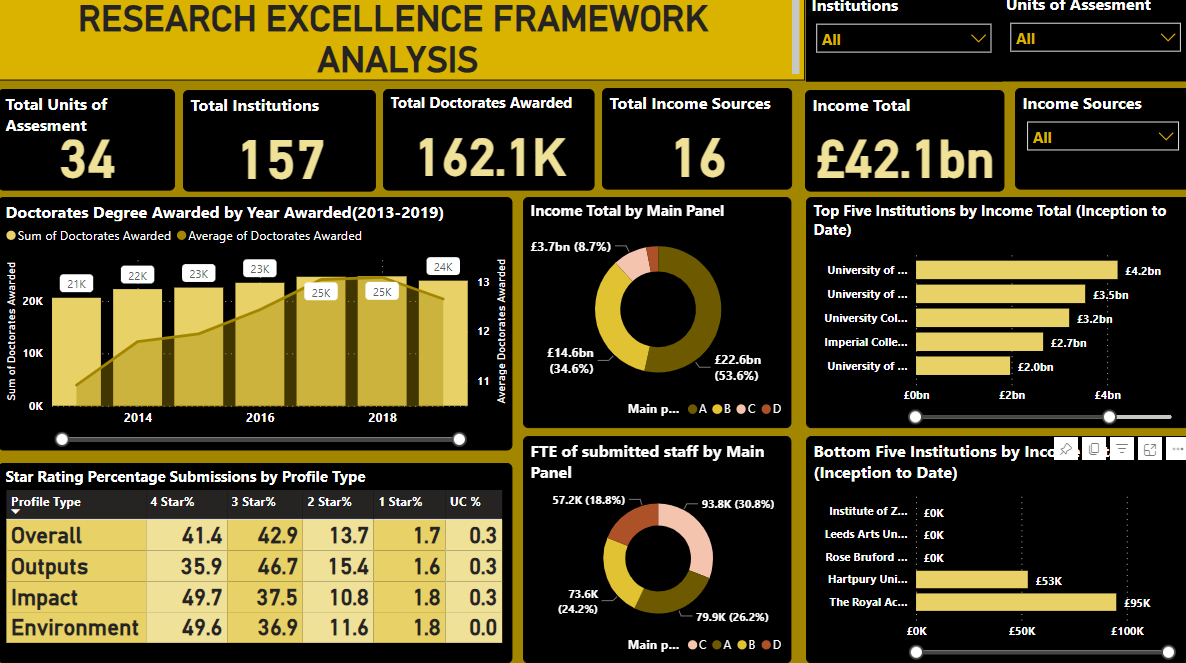 RESEARCH EXCELLENCE FRAMEWORK
ANALYSIS
Institutions
All
Units of Assesment
All
Total Units of
Assesment
34
Total Institutions
157
Total Doctorates Awarded
162.1K
Total Income Sources
16
Income Total
£42.1bn
Income Sources
All
Doctorates Degree Awarded by Year Awarded(2013-2019)
Sum of Doctorates Awarded Average of Doctorates Awarded
Sum of Doctorates Awarded
20K
10K
0K
21K
22K
23K
23K
25K
25K
24K
13
12
11
Average Doctorates Awarded
2014 2016 2018
Income Total by Main Panel
£3.7bn (8.7%)
£14.6bn
(34.6%)
£22.6bn
(53.6%)
Main p... A B C D
Top Five Institutions by Income Total (Inception to
Date)
University of ... £4.2bn
University of ... £3.5bn
University Col... £3.2bn
Imperial Colle... £2.7bn
University of ... £2.0bn
£0bn £2bn £4bn
Star Rating Percentage Submissions by Profile Type
Profile Type 4 Star% 3 Star% 2 Star% 1 Star% UC %
Overall 41.4 42.9 13.7 1.7 0.3
Outputs 35.9 46.7 15.4 1.6 0.3
Impact 49.7 37.5 10.8 1.8 0.3
Environment 49.6 36.9 11.6 1.8 0.0
FTE of submitted staff by Main
Panel
57.2K (18.8%)
93.8K (30.8%)
73.6K
(24.2%)
79.9K (26.2%)
Main p... C A B D
Bottom Five Institutions by
(Inception to Date)
Institute of Z... £0K
Leeds Arts Un... £0K
Rose Bruford ... £0K
Hartpury Uni... £53K
The Royal Ac... £95K
£0K £50K £100K